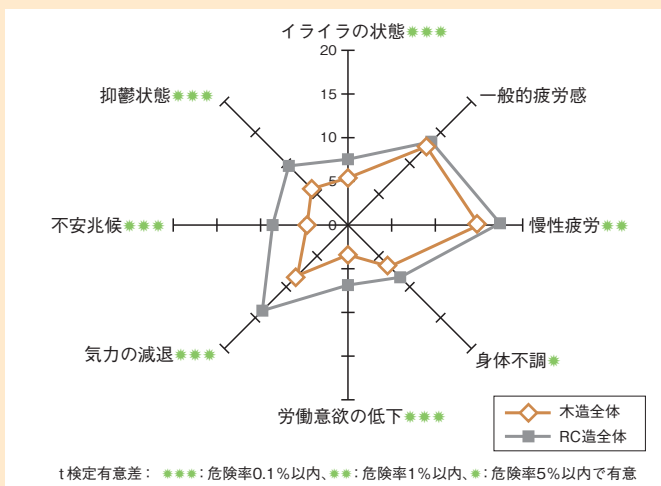 イライラの状態✹✹✹
20
15
抑鬱状態✹✹✹
一般的疲労感
10
5
不安兆候✹✹✹
0
慢性疲労✹✹
気力の減退✹✹✹
身体不調✹
労働意欲の低下✹✹✹
木造全体
RC造全体
t検定有意差： ✹✹✹：危険率0.1％以内、✹✹：危険率1％以内、✹：危険率5％以内で有意